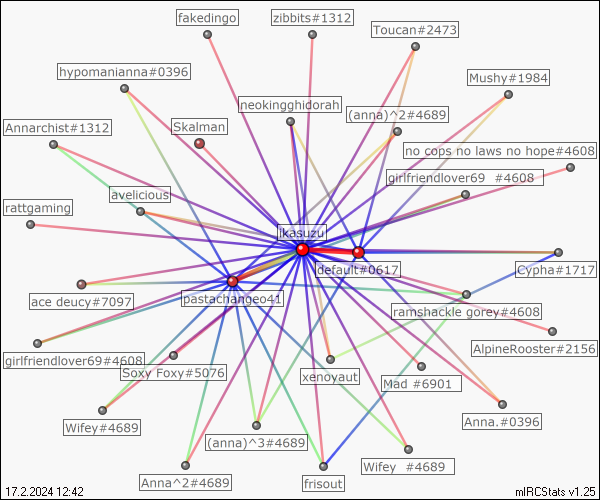 fakedingo
zibbits#1312
Toucan#2473
hypomanianna#0396
Mushy#1984
neokingghidorah
(anna)^2#4689
Annarchist#1312
Skalman
no cops no laws no hope#4608
girlfriendlover69 #4608
avelicious
rattgaming
ikasuzu
default#0617
Cypha#1717
pastachangeo41
ace deucy#7097
ramshackle gorey#4608
AlpineRooster#2156
girlfriendlover69#4608
Soxy Foxy#5076
xenoyaut
Mad #6901
Wifey#4689
Anna.#0396
(anna)^3#4689
Wifey #4689
Anna^2#4689
frisout
17.2.2024 12:42
mIRCStats v1.25